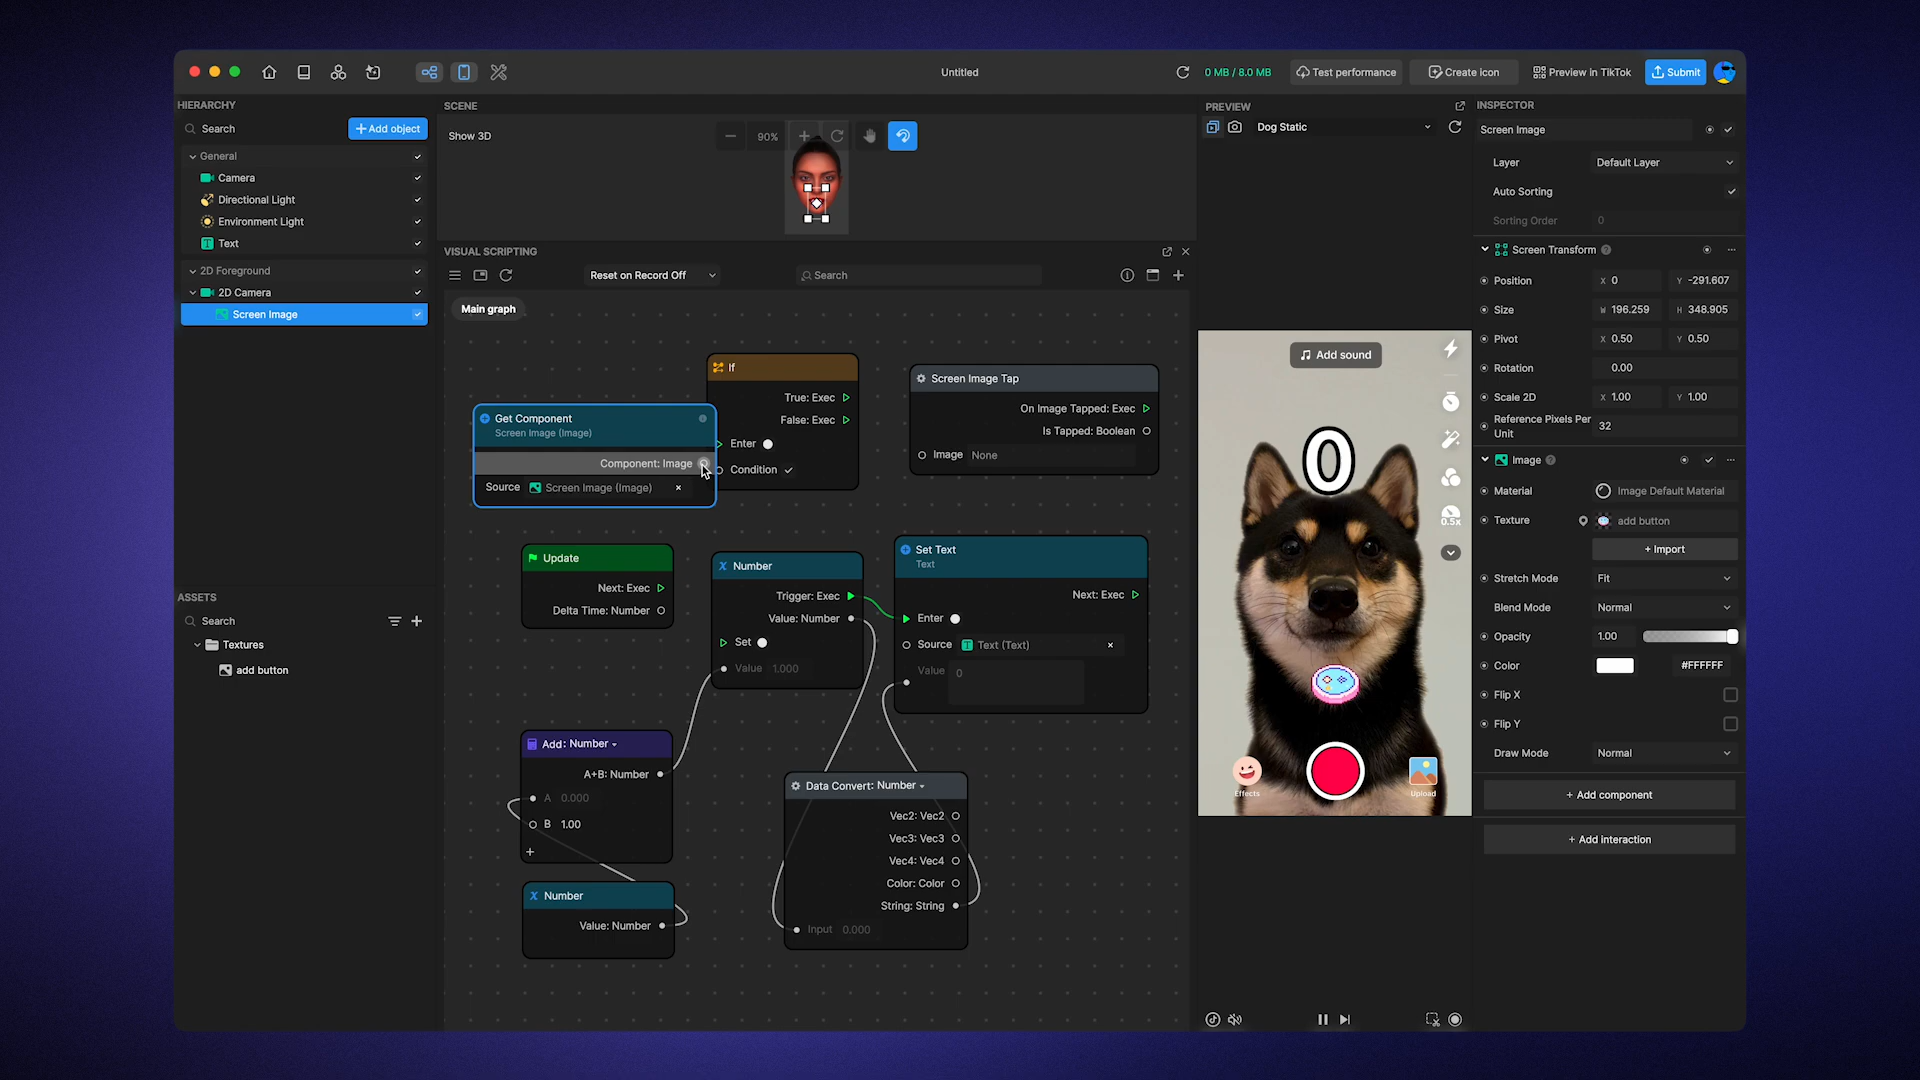 Untitled
0 MB / 8.0 MB
Test performance
Create icon
Preview in TikTok
Submit
HIERARCHY
Search
+ Add object
General
Camera
Directional Light
Environment Light
Text
2D Foreground
2D Camera
Screen Image
ASSETS
Search
Textures
add button
SCENE
Show 3D
90%
VISUAL SCRIPTING
Reset on Record Off
Search
Main graph
If
True: Exec
False: Exec
Enter
Condition
Get Component
Screen Image (Image)
Component: Image
Source Screen Image (Image) ×
Screen Image Tap
On Image Tapped: Exec
Is Tapped: Boolean
Image None
Update
Next: Exec
Delta Time: Number
Number
Trigger: Exec
Value: Number
Set
Value 1.000
Set Text
Text
Next: Exec
Enter
Source Text (Text) ×
Value 0
Add: Number
A+B: Number
A 0.000
B 1.00
+
Number
Value: Number
Data Convert: Number
Vec2: Vec2
Vec3: Vec3
Vec4: Vec4
Color: Color
String: String
Input 0.000
PREVIEW
Dog Static
Add sound
0
0.5x
Effects
Upload
INSPECTOR
Screen Image
Layer Default Layer
Auto Sorting
Sorting Order 0
Screen Transform
Position X 0 Y -291.607
Size W 196.259 H 348.905
Pivot X 0.50 Y 0.50
Rotation 0.00
Scale 2D X 1.00 Y 1.00
Reference Pixels Per
Unit 32
Image
Material Image Default Material
Texture add button
+ Import
Stretch Mode Fit
Blend Mode Normal
Opacity 1.00
Color #FFFFFF
Flip X
Flip Y
Draw Mode Normal
+ Add component
+ Add interaction